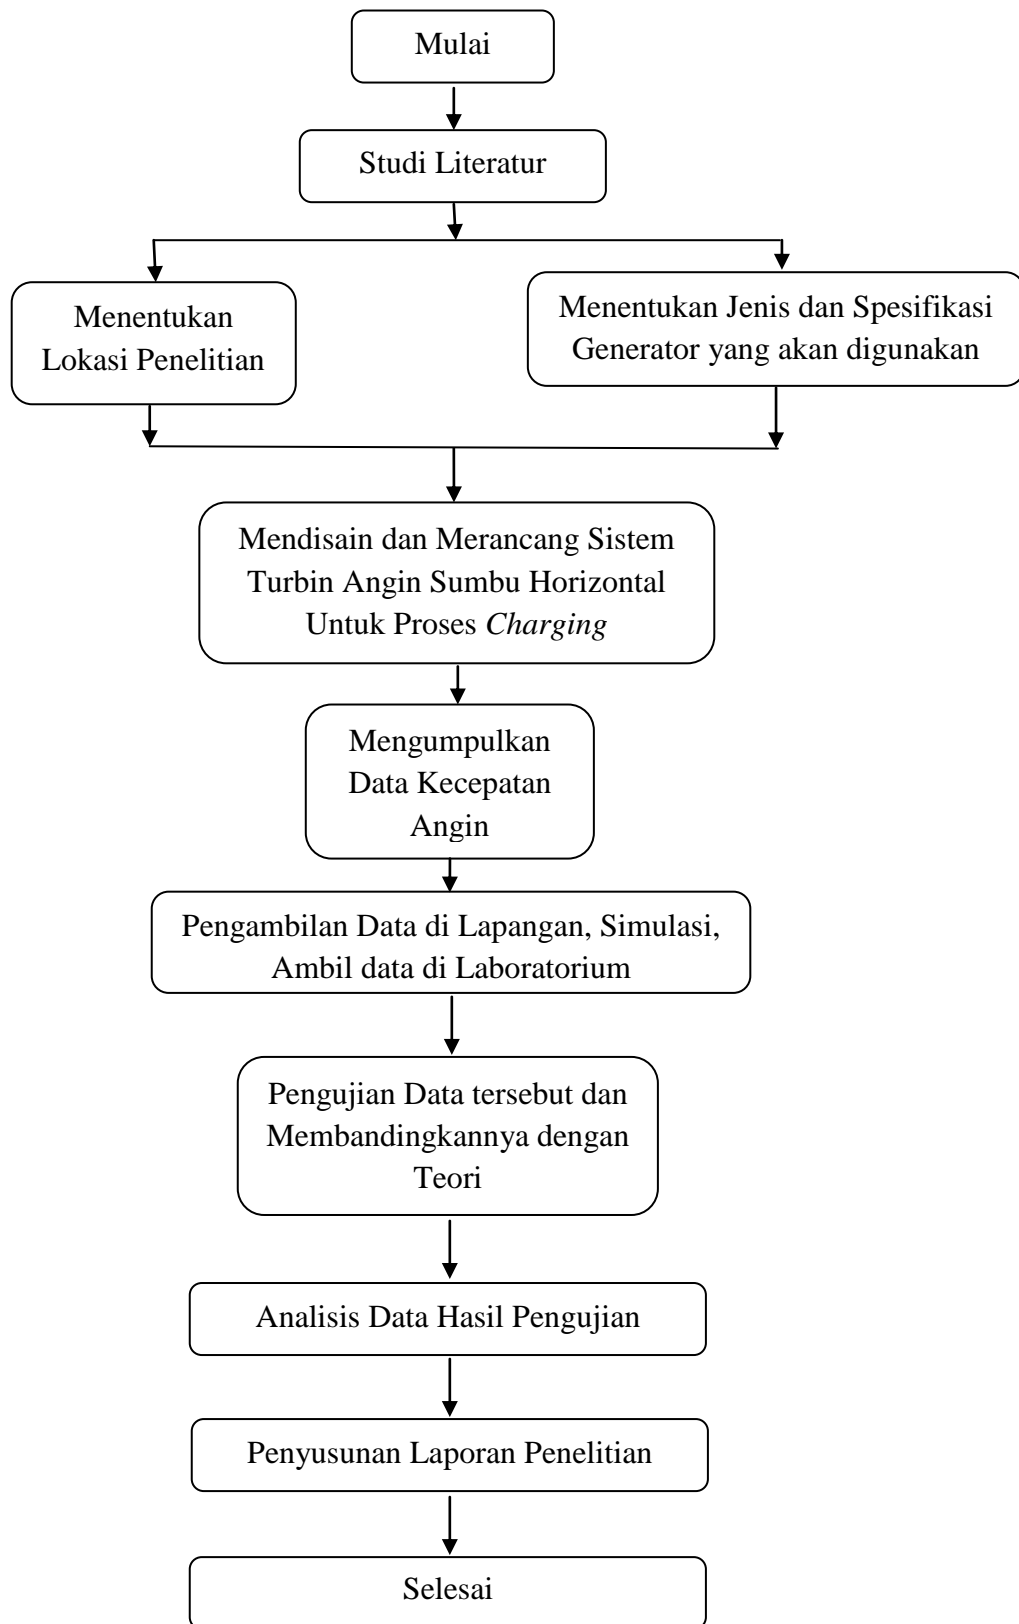 Mulai
Studi Literatur
Menentukan
Lokasi Penelitian
Menentukan Jenis dan Spesifikasi
Generator yang akan digunakan
Mendisain dan Merancang Sistem
Turbin Angin Sumbu Horizontal
Untuk Proses Charging
Mengumpulkan
Data Kecepatan
Angin
Pengambilan Data di Lapangan, Simulasi,
Ambil data di Laboratorium
Pengujian Data tersebut dan
Membandingkannya dengan
Teori
Analisis Data Hasil Pengujian
Penyusunan Laporan Penelitian
Selesai